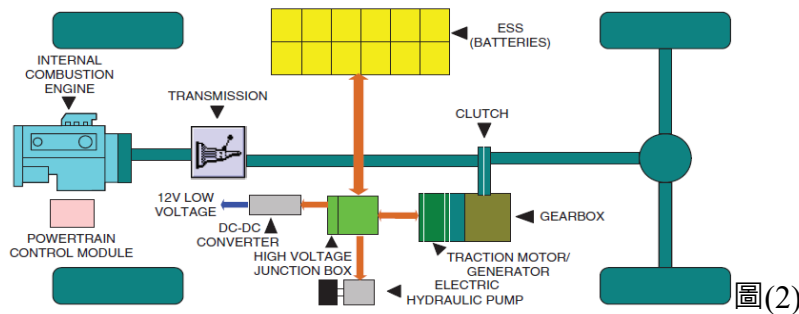 INTERNAL
COMBUSTION
ENGINE
TRANSMISSION
ESS
(BATTERIES)
CLUTCH
12V LOW
VOLTAGE
DC-DC
CONVERTER
HIGH VOLTAGE
JUNCTION BOX
GEARBOX
TRACTION MOTOR/
GENERATOR
POWERTRAIN
CONTROL MODULE
ELECTRIC
HYDRAULIC PUMP
圖(2)